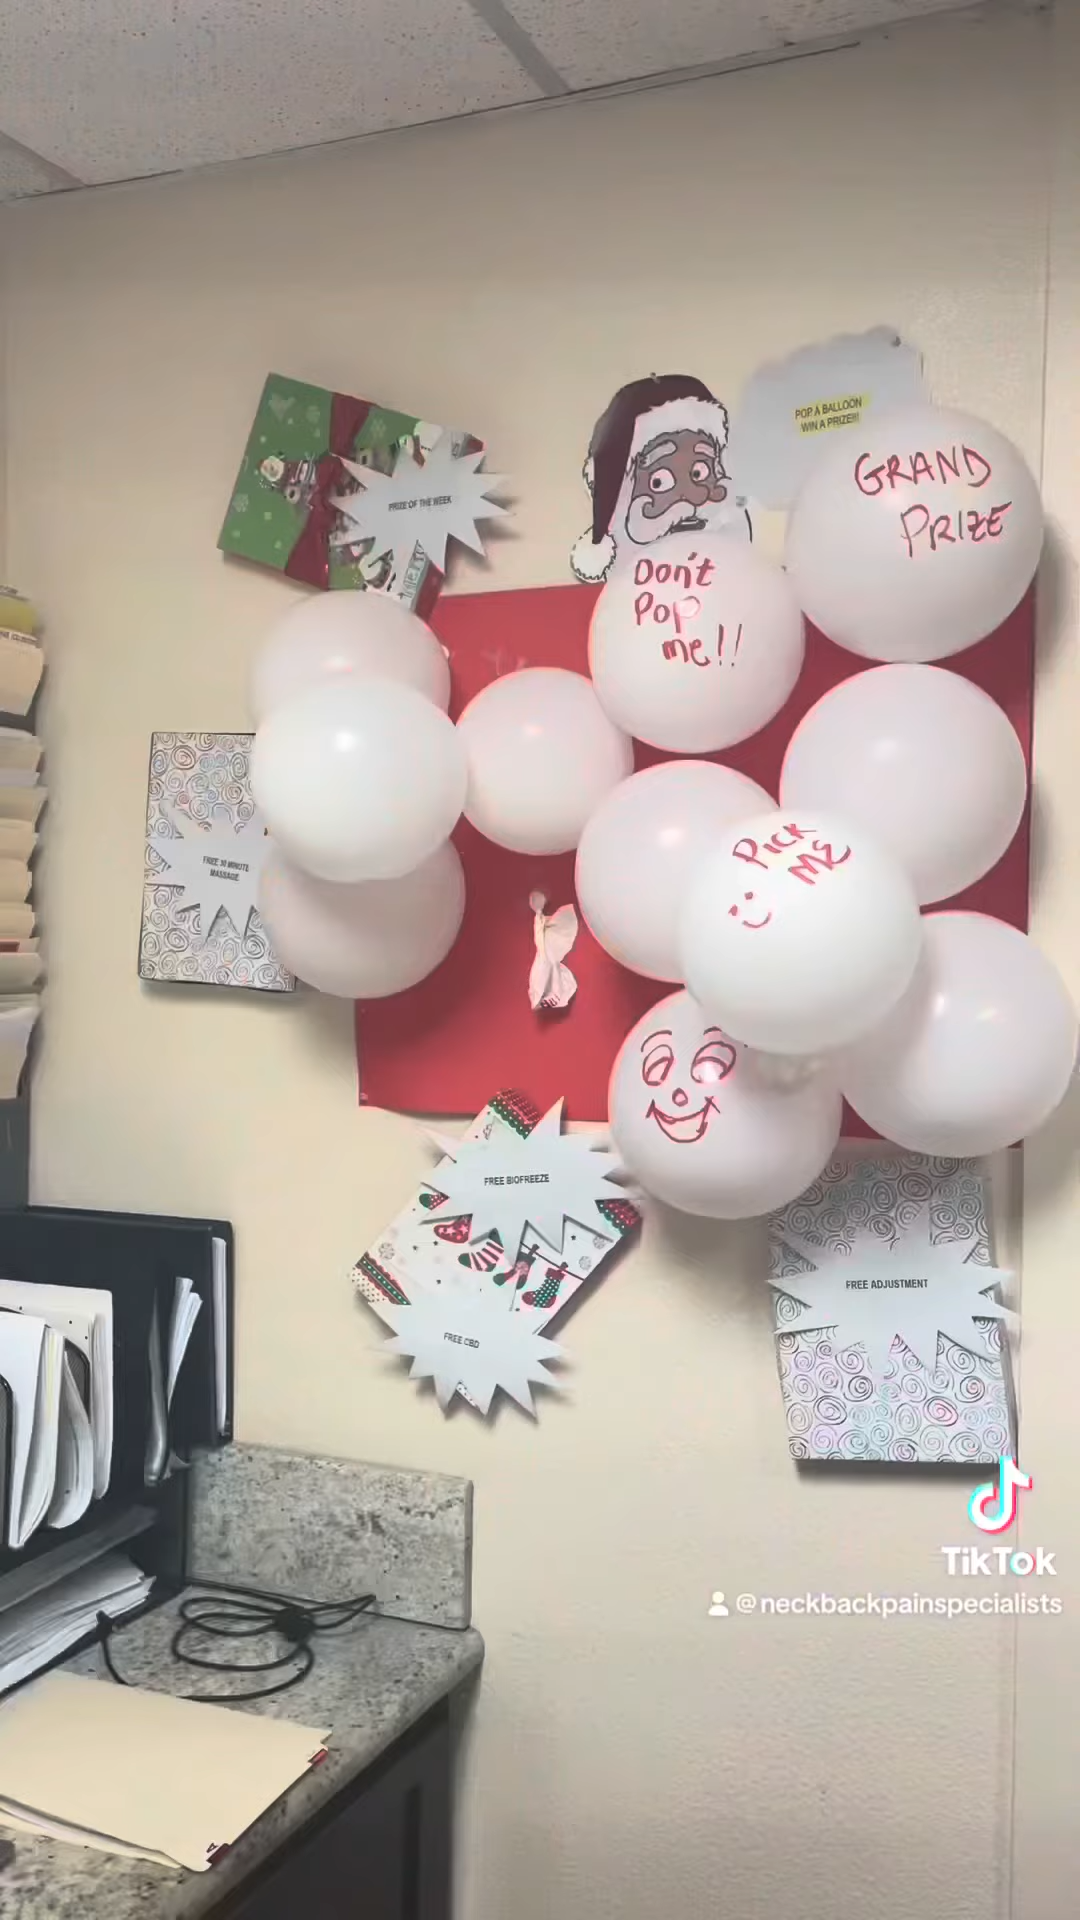 POP A BALLOON
WIN A PRIZE!!!
GRAND
PRIZE
PRIZE OF THE WEEK
Don't
Pop
me!!
FREE 30 MINUTE
MASSAGE
PICK
ME
FREE BIOFREEZE
FREE ADJUSTMENT
FREE CBD
TikTok
@neckbackpainspecialists